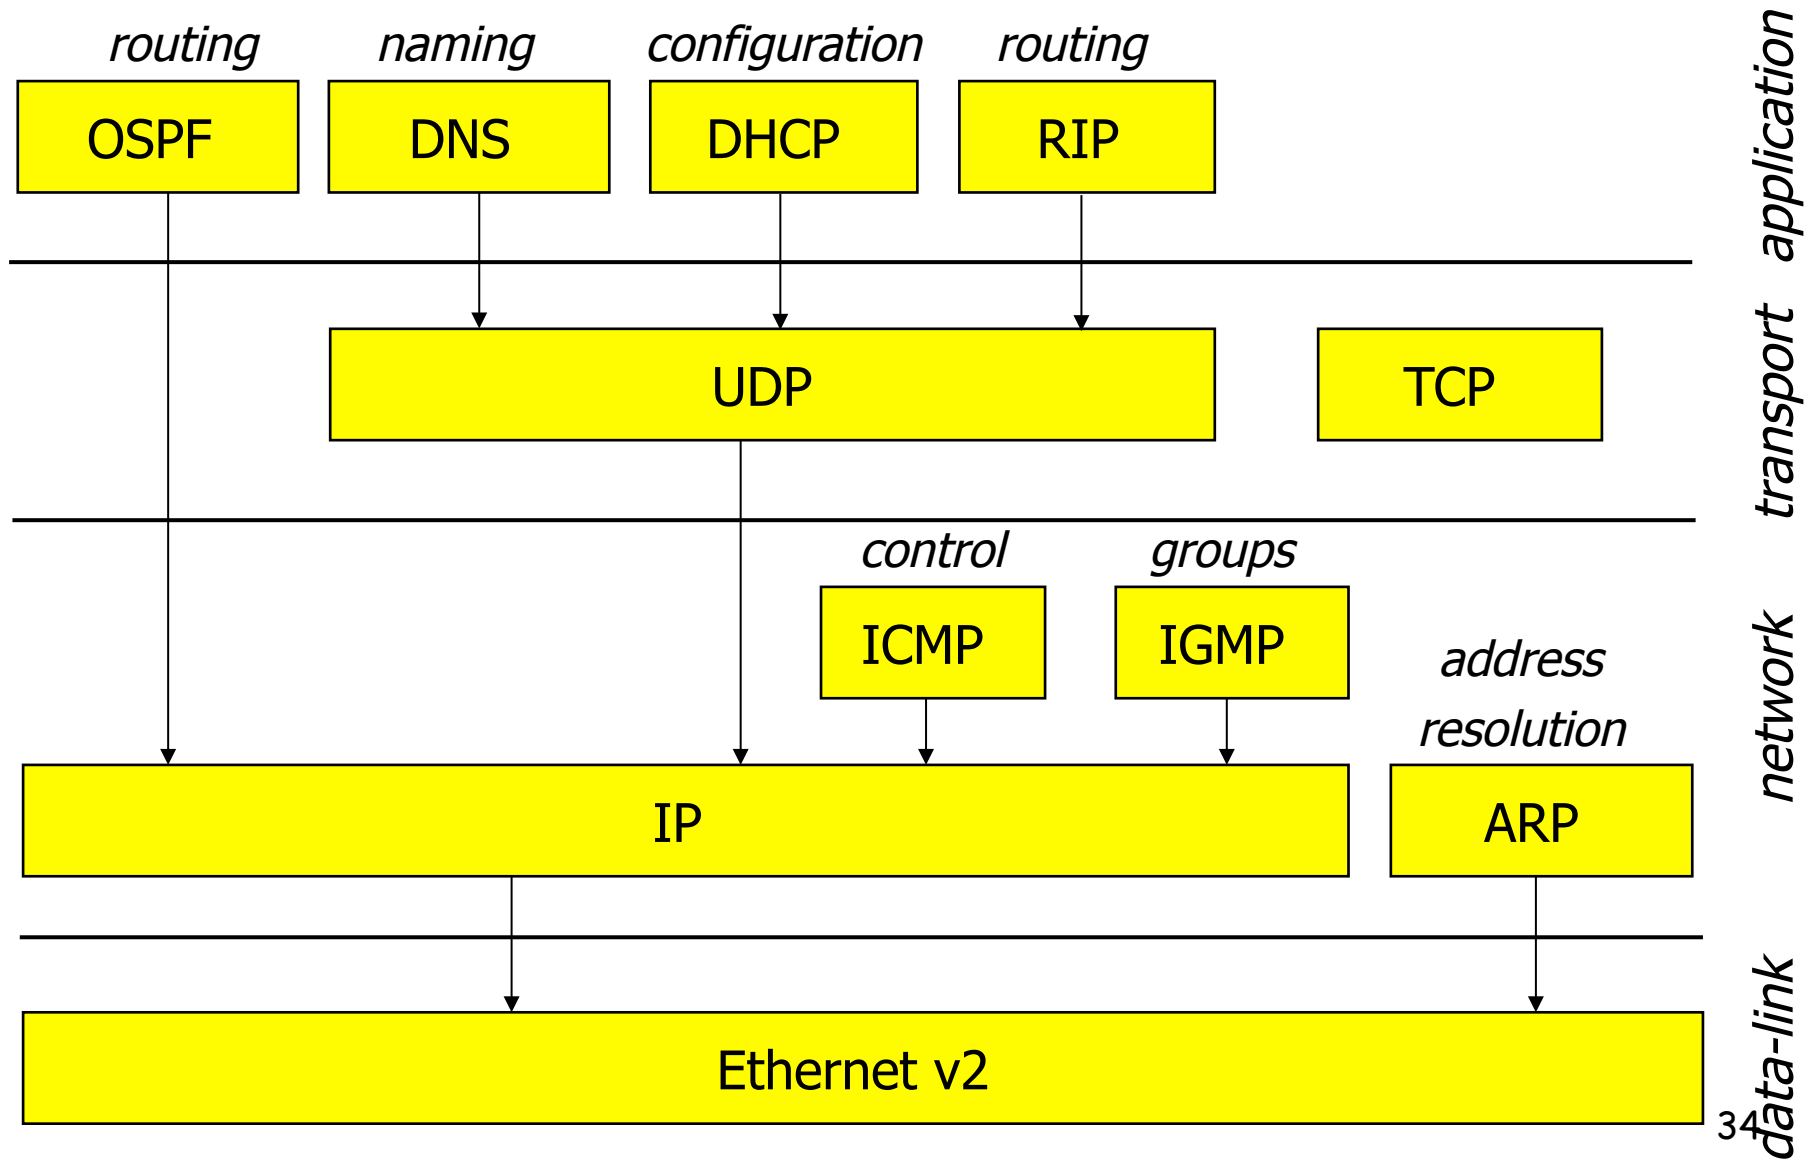 routing naming configuration routing
OSPF DNS DHCP RIP
application
UDP TCP
transport
control groups
ICMP IGMP
address
resolution
network
IP ARP
Ethernet v2
data-link
34